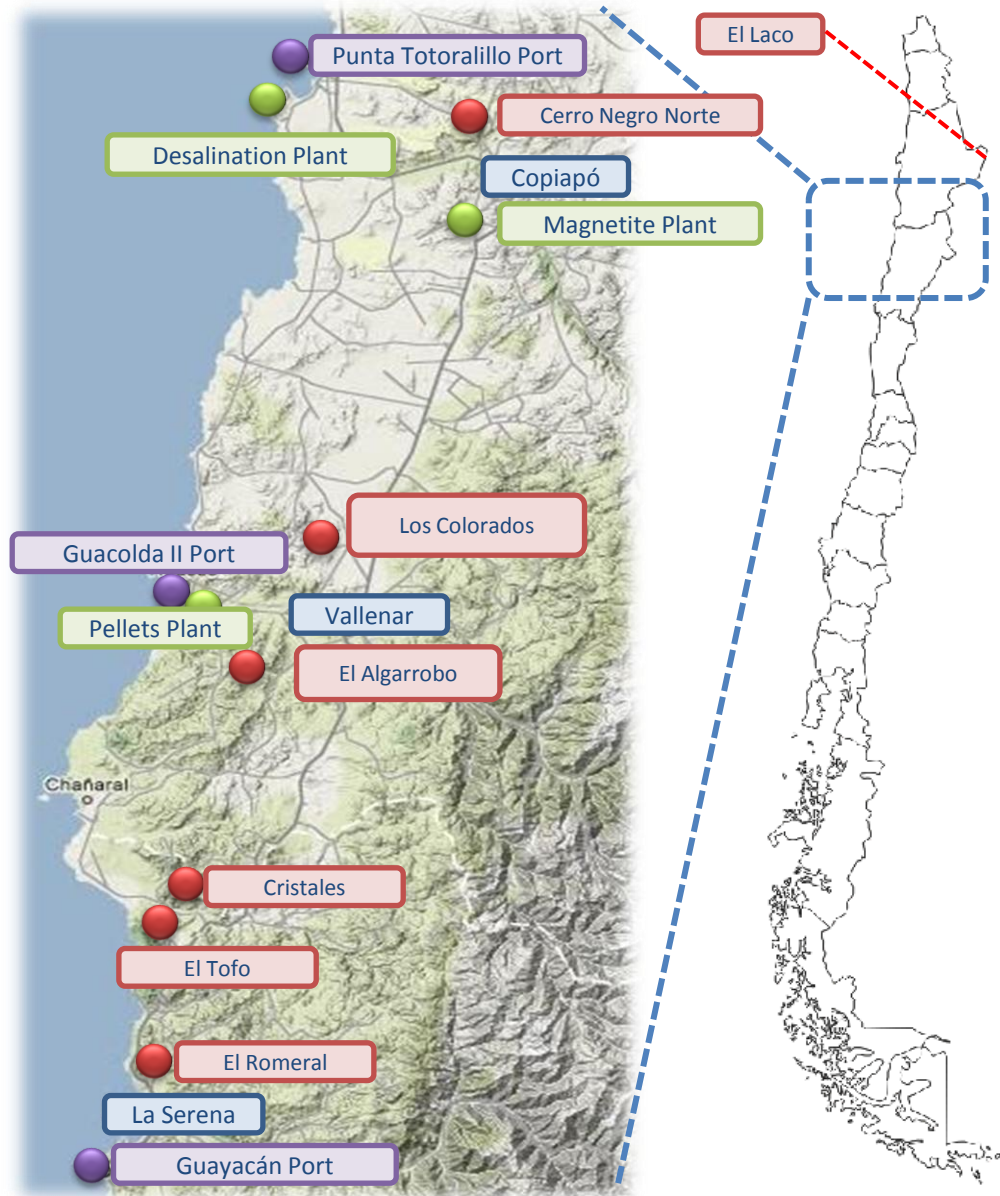 El Laco
Punta Totoralillo Port
Cerro Negro Norte
Desalination Plant
Copiapó
Magnetite Plant
Los Colorados
Guacolda II Port
Vallenar
Pellets Plant
El Algarrobo
Chañaral
Cristales
El Tofo
El Romeral
La Serena
Guayacán Port